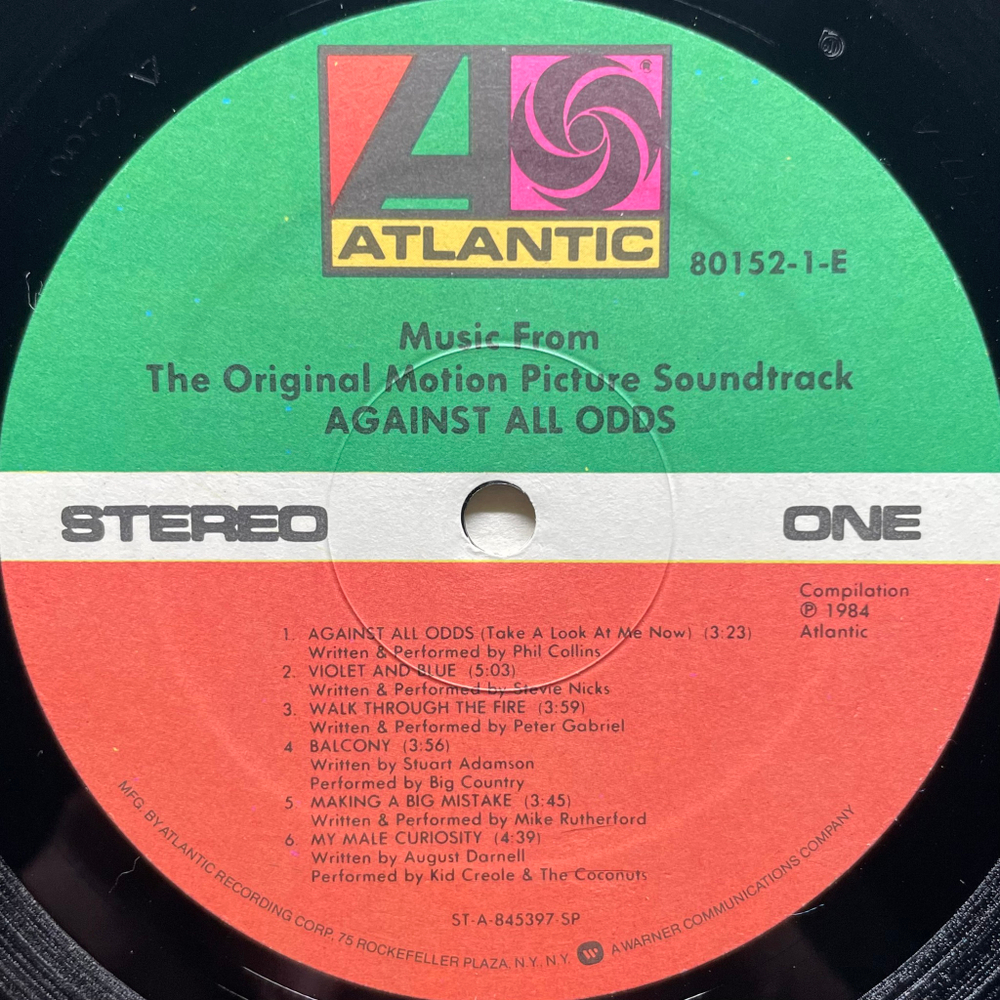 ATLANTIC
®
80152-1-E
Music From
The Original Motion Picture Soundtrack
AGAINST ALL ODDS
STEREO
ONE
Compilation
℗ 1984
Atlantic
1. AGAINST ALL ODDS (Take A Look At Me Now) (3:23)
Written & Performed by Phil Collins
2. VIOLET AND BLUE (5:03)
Written & Performed by Stevie Nicks
3. WALK THROUGH THE FIRE (3:59)
Written & Performed by Peter Gabriel
4 BALCONY (3:56)
Written by Stuart Adamson
Performed by Big Country
5. MAKING A BIG MISTAKE (3:45)
Written & Performed by Mike Rutherford
6. MY MALE CURIOSITY (4:39)
Written by August Darnell
Performed by Kid Creole & The Coconuts
ST-A-845397-SP
MFG. BY ATLANTIC RECORDING CORP. 75 ROCKEFELLER PLAZA, N.Y., N.Y. A WARNER COMMUNICATIONS COMPANY